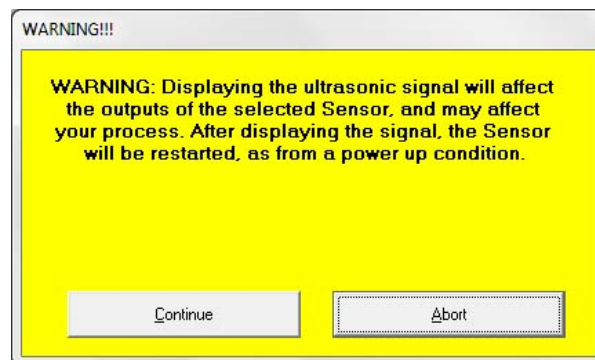 WARNING!!!
WARNING: Displaying the ultrasonic signal will affect
the outputs of the selected Sensor, and may affect
your process. After displaying the signal, the Sensor
will be restarted, as from a power up condition.
Continue
Abort